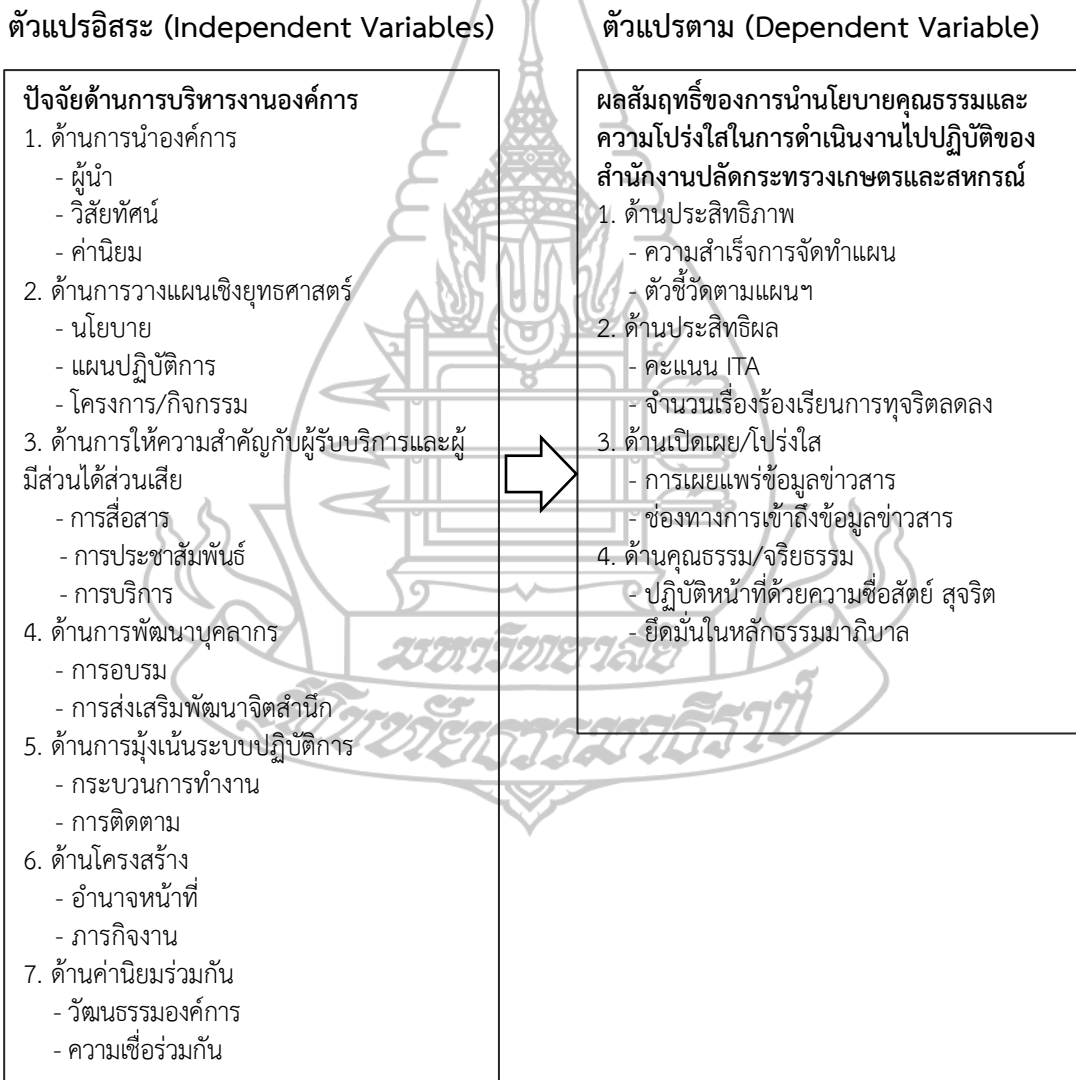 ตัวแปรอิสระ (Independent Variables)
ปัจจัยด้านการบริหารงานองค์การ
1. ด้านการนำองค์การ
- ผู้นำ
- วิสัยทัศน์
- ค่านิยม
2. ด้านการวางแผนเชิงยุทธศาสตร์
- นโยบาย
- แผนปฏิบัติการ
- โครงการ/กิจกรรม
3. ด้านการให้ความสำคัญกับผู้รับบริการและผู้
มีส่วนได้ส่วนเสีย
- การสื่อสาร
- การประชาสัมพันธ์
- การบริการ
4. ด้านการพัฒนาบุคลากร
- การอบรม
- การส่งเสริมพัฒนาจิตสำนึก
5. ด้านการมุ้งเน้นระบบปฏิบัติการ
- กระบวนการทำงาน
- การติดตาม
6. ด้านโครงสร้าง
- อำนาจหน้าที่
- ภารกิจงาน
7. ด้านค่านิยมร่วมกัน
- วัฒนธรรมองค์การ
- ความเชื่อร่วมกัน
ตัวแปรตาม (Dependent Variable)
ผลสัมฤทธิ์ของการนำนโยบายคุณธรรมและ
ความโปร่งใสในการดำเนินงานไปปฏิบัติของ
สำนักงานปลัดกระทรวงเกษตรและสหกรณ์
1. ด้านประสิทธิภาพ
- ความสำเร็จการจัดทำแผน
- ตัวชี้วัดตามแผนฯ
2. ด้านประสิทธิผล
- คะแนน ITA
- จำนวนเรื่องร้องเรียนการทุจริตลดลง
3. ด้านเปิดเผย/โปร่งใส
- การเผยแพร่ข้อมูลข่าวสาร
- ช่องทางการเข้าถึงข้อมูลข่าวสาร
4. ด้านคุณธรรม/จริยธรรม
- ปฏิบัติหน้าที่ด้วยความซื่อสัตย์ สุจริต
- ยึดมั่นในหลักธรรมมาภิบาล
มหาวิทยาลัย
สุโขทัยธรรมาธิราช